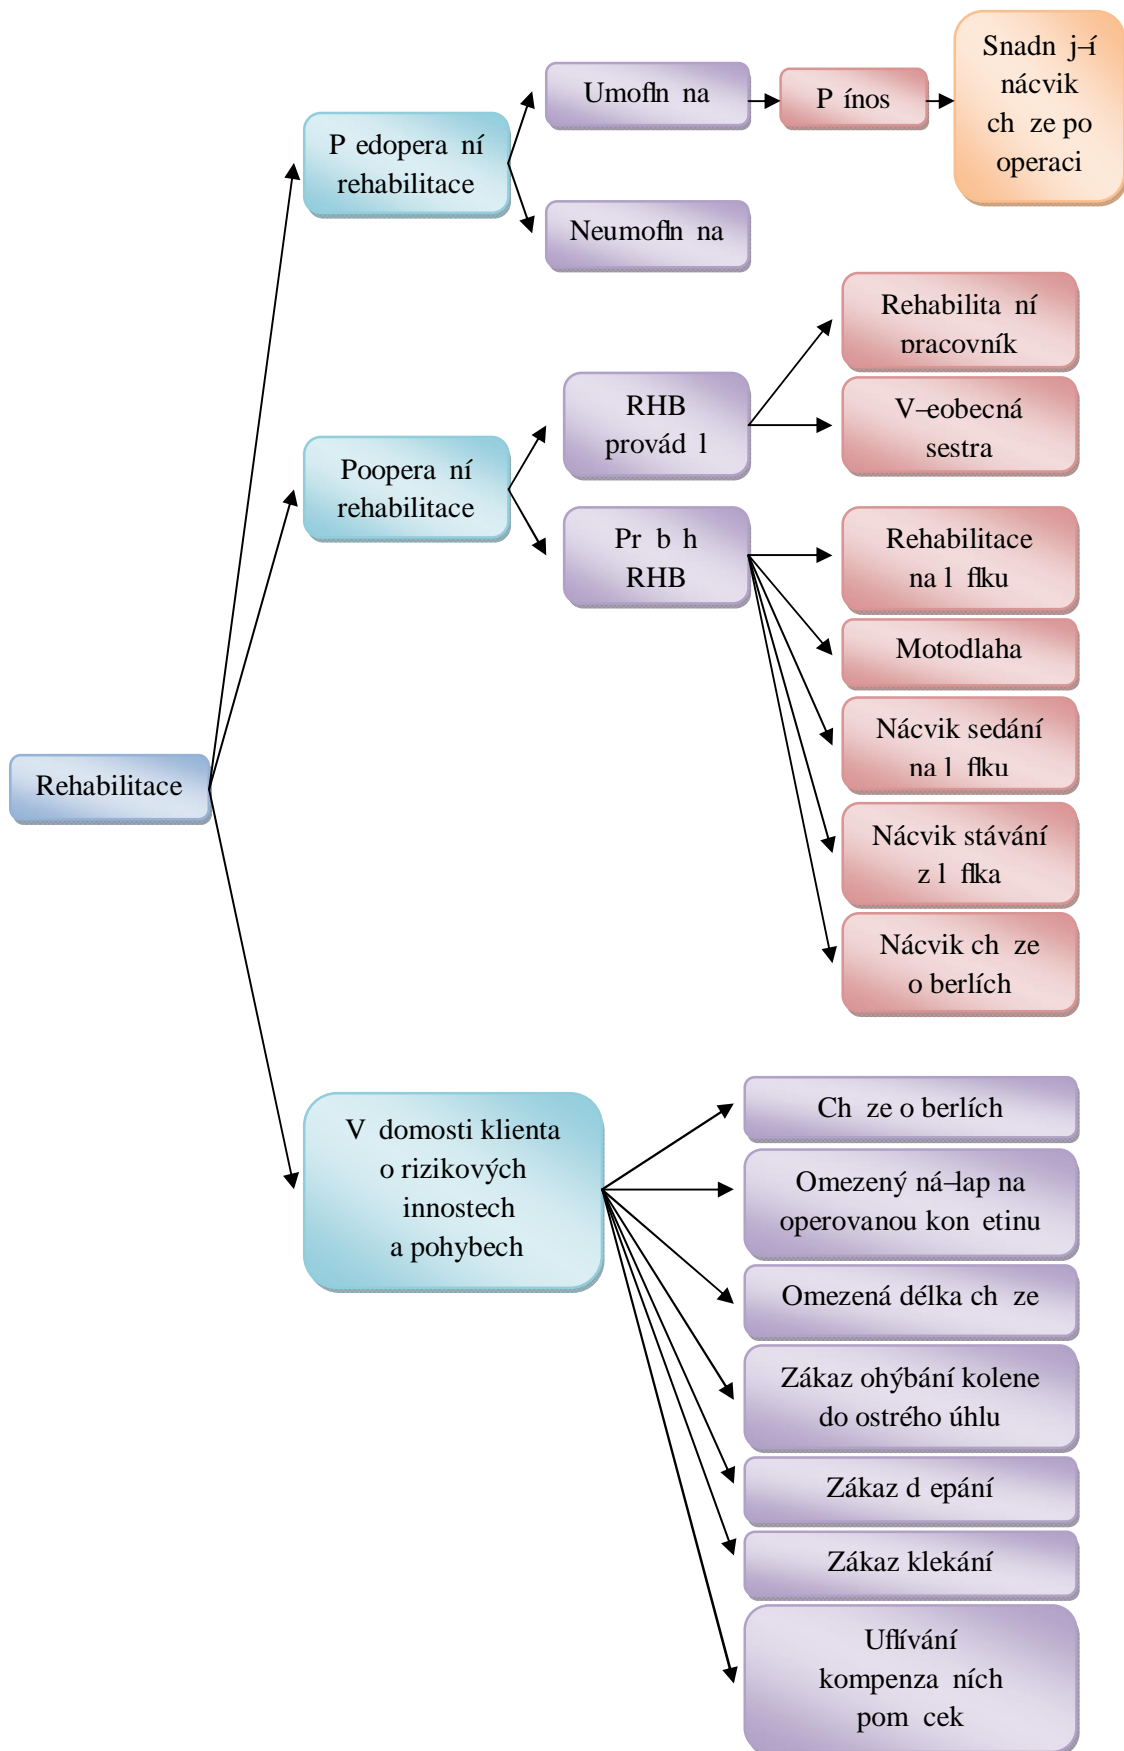 Snadn j–í
nácvik
ch ze po
operaci
Umofln na
P ínos
P edopera ní
rehabilitace
Neumofln na
Rehabilita ní
pracovník
RHB
provád l
V–eobecná
sestra
Poopera ní
rehabilitace
Pr b h
RHB
Rehabilitace
na l flku
Motodlaha
Nácvik sedání
na l flku
Rehabilitace
Nácvik stávání
z l flka
Nácvik ch ze
o berlích
V domosti klienta
o rizikových
innostech
a pohybech
Ch ze o berlích
Omezený ná–lap na
operovanou kon etinu
Omezená délka ch ze
Zákaz ohýbání kolene
do ostrého úhlu
Zákaz d epání
Zákaz klekání
Uflívání
kompenza ních
pom cek